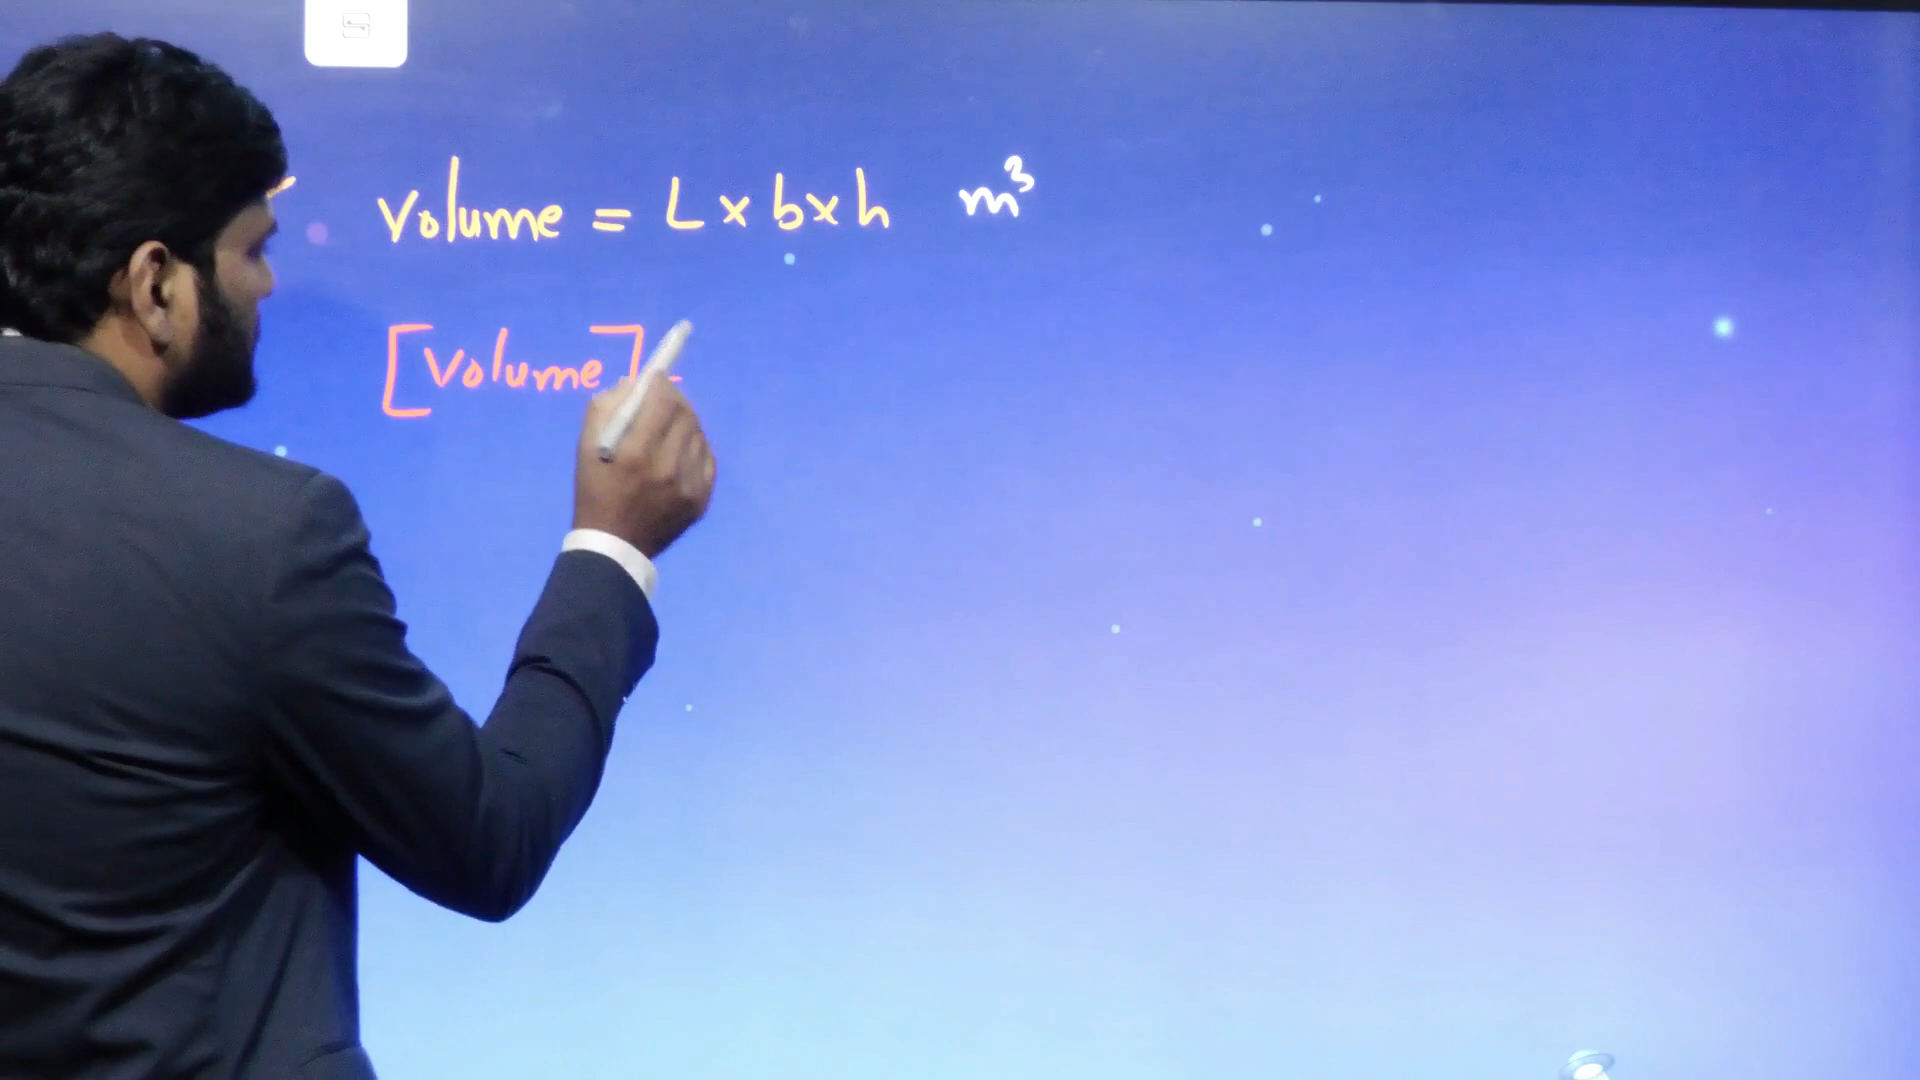 Volume = L × b × h m³
[Volume] =